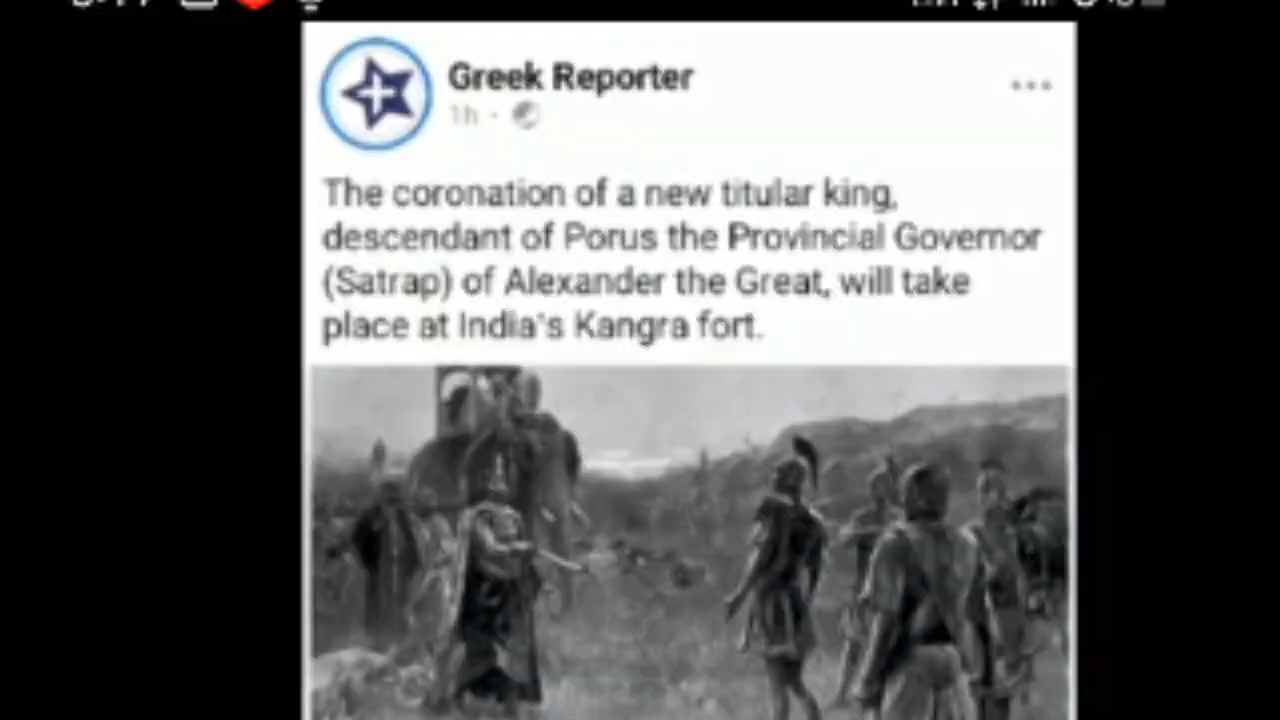 Greek Reporter
1h ·
The coronation of a new titular king,
descendant of Porus the Provincial Governor
(Satrap) of Alexander the Great, will take
place at India's Kangra fort.